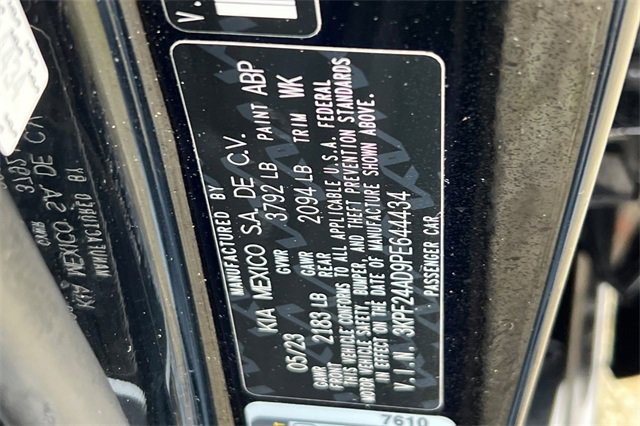 MANUFACTURED BY
KIA MEXICO S.A. DE C.V.
05/23 GVWR 3792 LB PAINT ABP
GAWR FRONT 2183 LB GAWR REAR 2094 LB TRIM WK
THIS VEHICLE CONFORMS TO ALL APPLICABLE U.S.A. FEDERAL
MOTOR VEHICLE SAFETY, BUMPER, AND THEFT PREVENTION STANDARDS
IN EFFECT ON THE DATE OF MANUFACTURE SHOWN ABOVE.
V.I.N. 3KPF24AD9PE644434
PASSENGER CAR
7610
V.